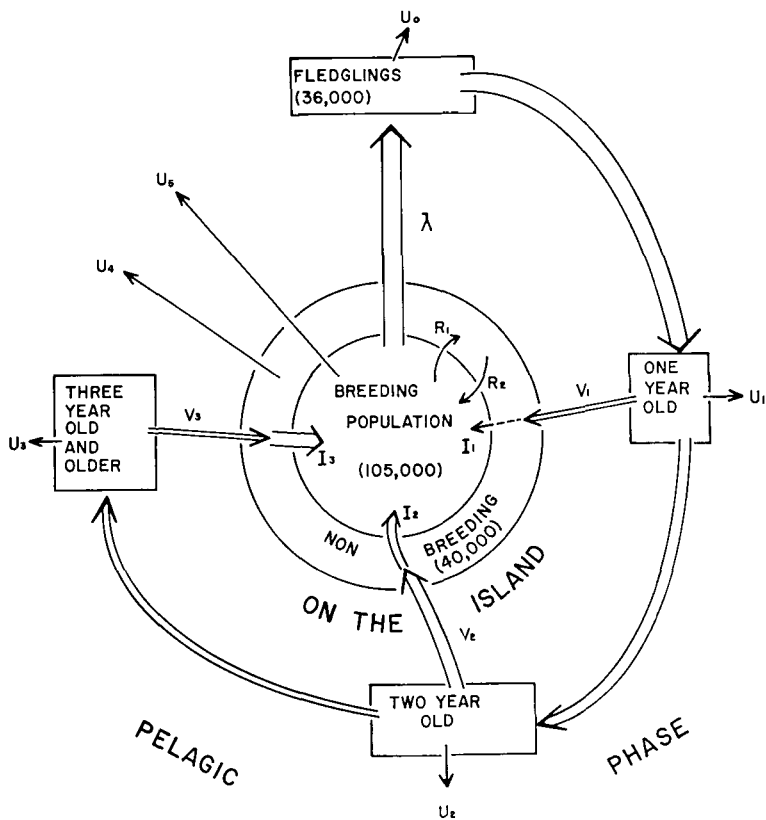 U₀
FLEDGLINGS
(36,000)
U₅
λ
U₄
R₁
R₂
BREEDING
POPULATION
(105,000)
THREE
YEAR
OLD
AND
OLDER
V₃
U₃
I₃
ONE
YEAR
OLD
V₁
U₁
I₁
I₂
NON
BREEDING
(40,000)
ON THE ISLAND
V₂
TWO YEAR
OLD
U₂
PELAGIC
PHASE